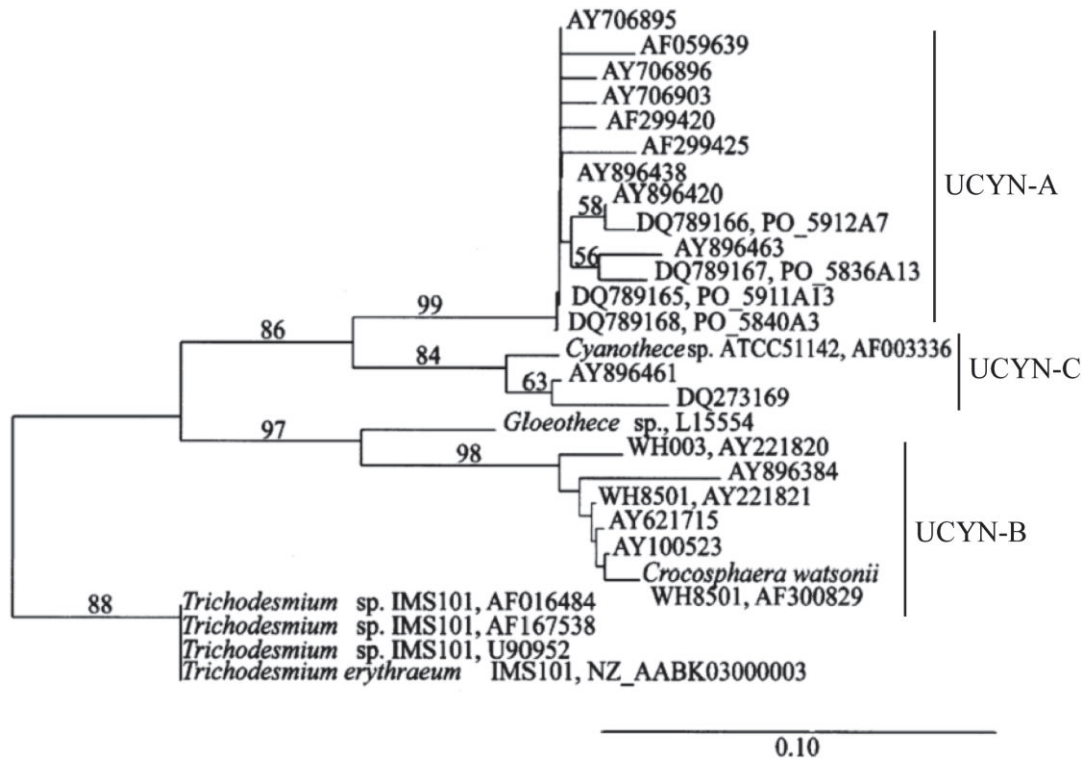 AY706895
AF059639
AY706896
AY706903
AF299420
AF299425
AY896438
58 AY896420
DQ789166, PO_5912A7
AY896463
56 DQ789167, PO_5836A13
DQ789165, PO_5911A13
99
DQ789168, PO_5840A3
UCYN-A
86
Cyanothece sp. ATCC51142, AF003336
84
63 AY896461
DQ273169
UCYN-C
Gloeothece sp., L15554
97
WH003, AY221820
98
AY896384
WH8501, AY221821
AY621715
AY100523
Crocosphaera watsonii
WH8501, AF300829
UCYN-B
88
Trichodesmium sp. IMS101, AF016484
Trichodesmium sp. IMS101, AF167538
Trichodesmium sp. IMS101, U90952
Trichodesmium erythraeum IMS101, NZ_AABK03000003
0.10